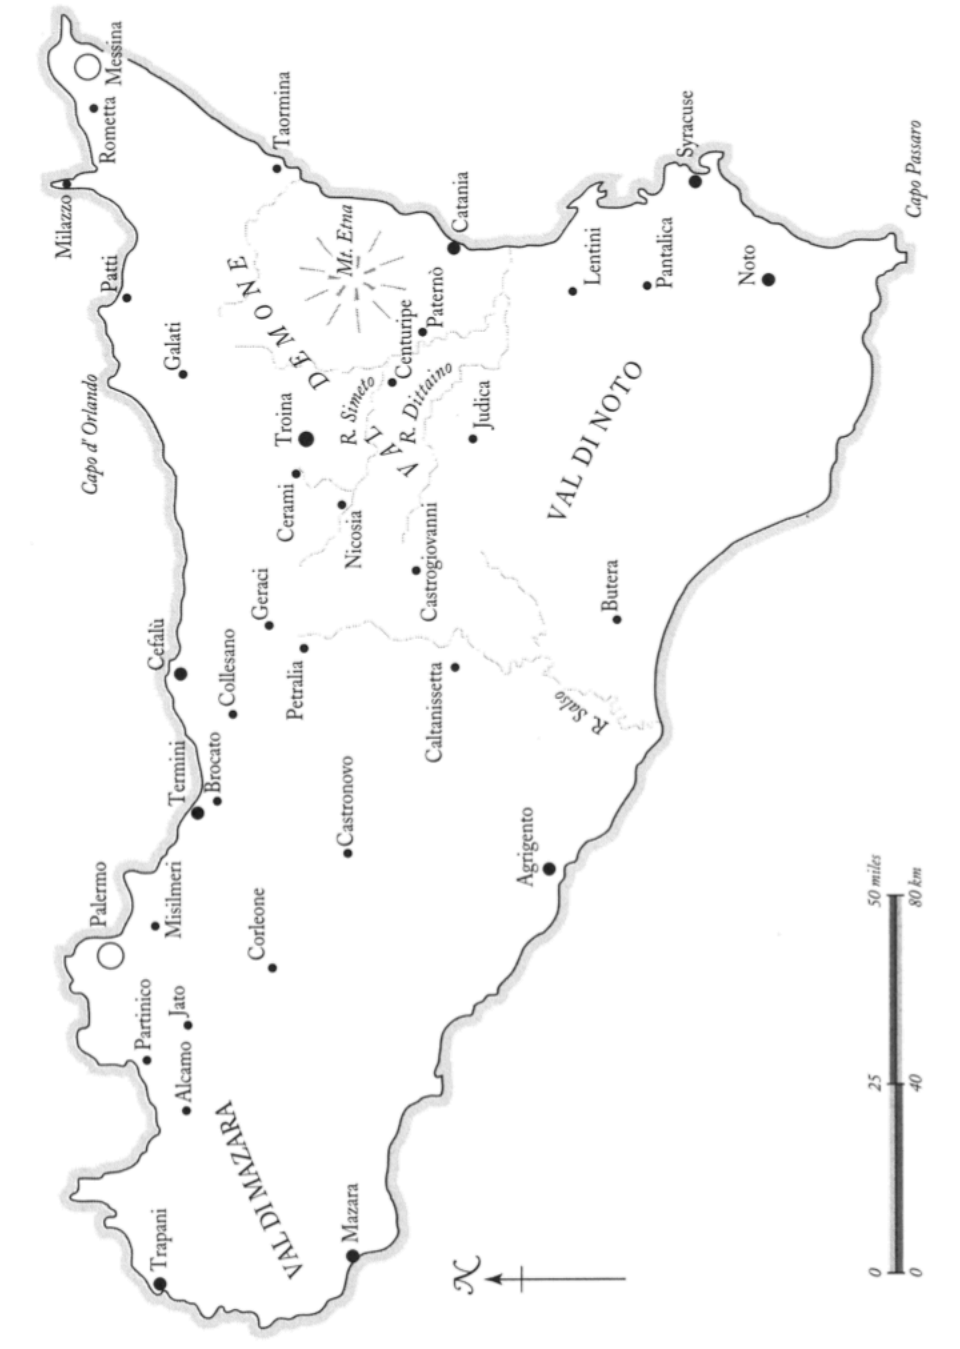 Messina
Rometta
Milazzo
Patti
Taormina
Galati
Capo d'Orlando
Mt. Etna
Catania
Paternò
Centuripe
VAL DEMONE
R. Simeto
R. Dittaino
Troina
Cerami
Nicosia
Judica
Lentini
Pantalica
Syracuse
Noto
Capo Passaro
VAL DI NOTO
Castrogiovanni
Butera
Geraci
Petralia
Cefalù
Collesano
Caltanissetta
R. Salso
Termini
Brocato
Castronovo
Agrigento
Palermo
Misilmeri
Corleone
Partinico
Jato
Alcamo
VAL DI MAZARA
Trapani
Mazara
N
0 25 50 miles
0 40 80 km